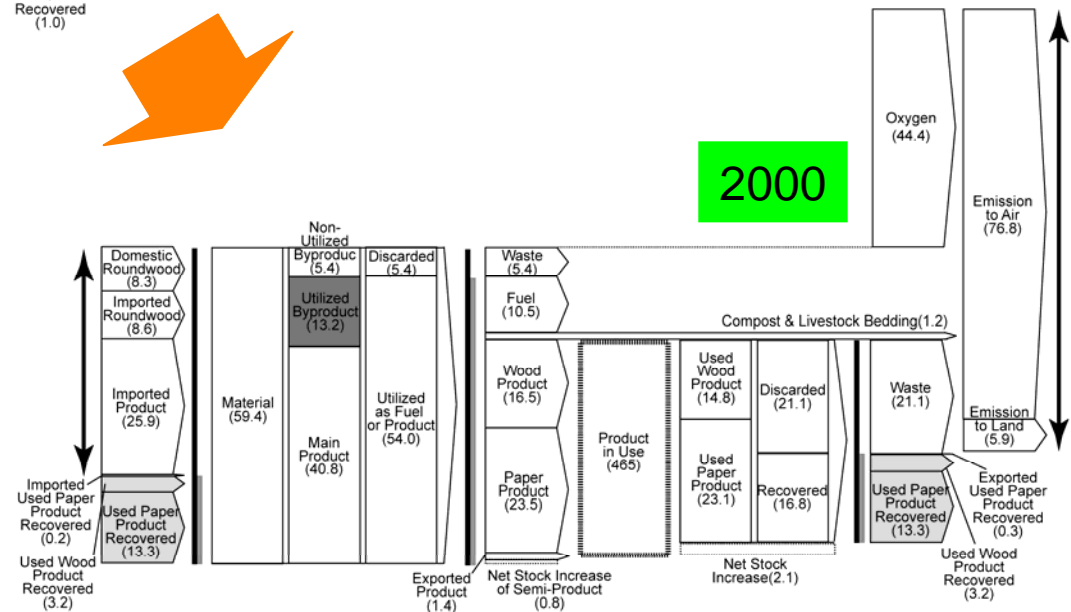 Recovered
(1.0)
2000
Oxygen
(44.4)
Emission
to Air
(76.8)
Domestic
Roundwood
(8.3)
Imported
Roundwood
(8.6)
Imported
Product
(25.9)
Imported
Used Paper
Product
Recovered
(0.2)
Used Wood
Product
Recovered
(3.2)
Used Paper
Product
Recovered
(13.3)
Material
(59.4)
Non-
Utilized
Byproduc
(5.4)
Utilized
Byproduct
(13.2)
Main
Product
(40.8)
Discarded
(5.4)
Utilized
as Fuel
or Product
(54.0)
Waste
(5.4)
Fuel
(10.5)
Compost & Livestock Bedding(1.2)
Wood
Product
(16.5)
Paper
Product
(23.5)
Exported
Product
(1.4)
Net Stock Increase
of Semi-Product
(0.8)
Product
in Use
(465)
Used
Wood
Product
(14.8)
Used
Paper
Product
(23.1)
Discarded
(21.1)
Recovered
(16.8)
Net Stock
Increase(2.1)
Waste
(21.1)
Used Paper
Product
Recovered
(13.3)
Emission
to Land
(5.9)
Exported
Used Paper
Product
Recovered
(0.3)
Used Wood
Product
Recovered
(3.2)